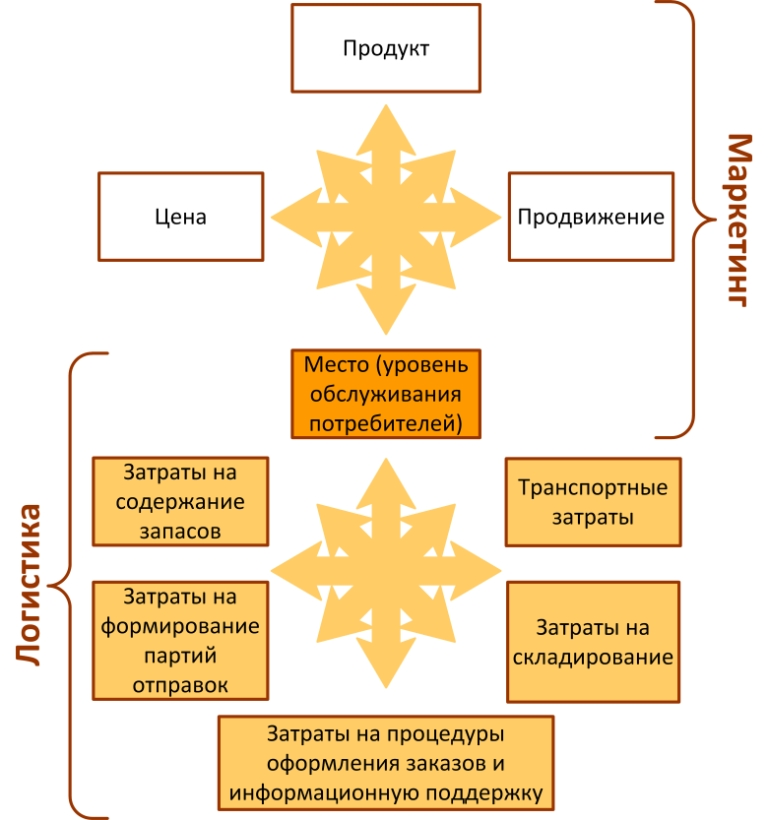 Продукт
Цена
Продвижение
Маркетинг
Место (уровень
обслуживания
потребителей)
Затраты на
содержание
запасов
Транспортные
затраты
Логистика
Затраты на
формирование
партий
отправок
Затраты на
складирование
Затраты на процедуры
оформления заказов и
информационную поддержку